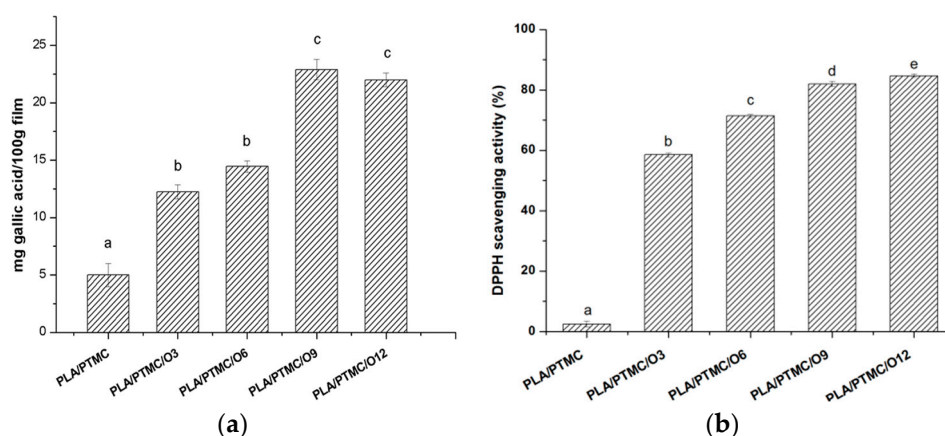 mg gallic acid/100g film
25
20
15
10
5
0
a
b
b
c
c
PLA/PTMC
PLA/PTMC/O3
PLA/PTMC/O6
PLA/PTMC/O9
PLA/PTMC/O12
(a)
DPPH scavenging activity (%)
100
80
60
40
20
0
a
b
c
d
e
PLA/PTMC
PLA/PTMC/O3
PLA/PTMC/O6
PLA/PTMC/O9
PLA/PTMC/O12
(b)